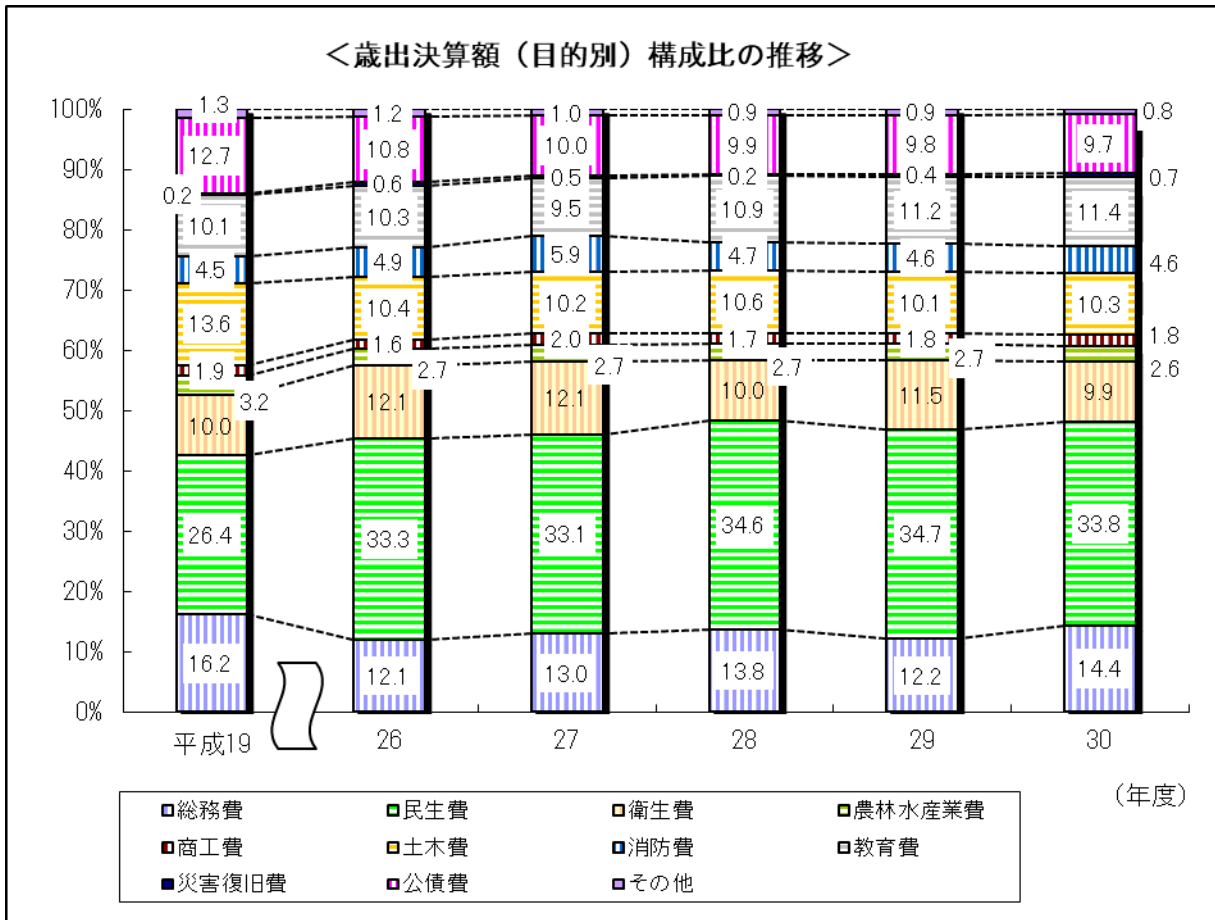 ＜歳出決算額（目的別）構成比の推移＞
100%
90%
80%
70%
60%
50%
40%
30%
20%
10%
0%
1.3 1.2 1.0 0.9 0.9 0.8
12.7 10.8 10.0 9.9 9.8 9.7
0.2 0.6 0.5 0.2 0.4 0.7
10.1 10.3 9.5 10.9 11.2 11.4
4.5 4.9 5.9 4.7 4.6 4.6
13.6 10.4 10.2 10.6 10.1 10.3
1.9 1.6 2.0 1.7 1.8 1.8
3.2 2.7 2.7 2.7 2.7 2.6
10.0 12.1 12.1 10.0 11.5 9.9
26.4 33.3 33.1 34.6 34.7 33.8
16.2 12.1 13.0 13.8 12.2 14.4
平成19 26 27 28 29 30
（年度）
総務費 民生費 衛生費 農林水産業費
商工費 土木費 消防費 教育費
災害復旧費 公債費 その他